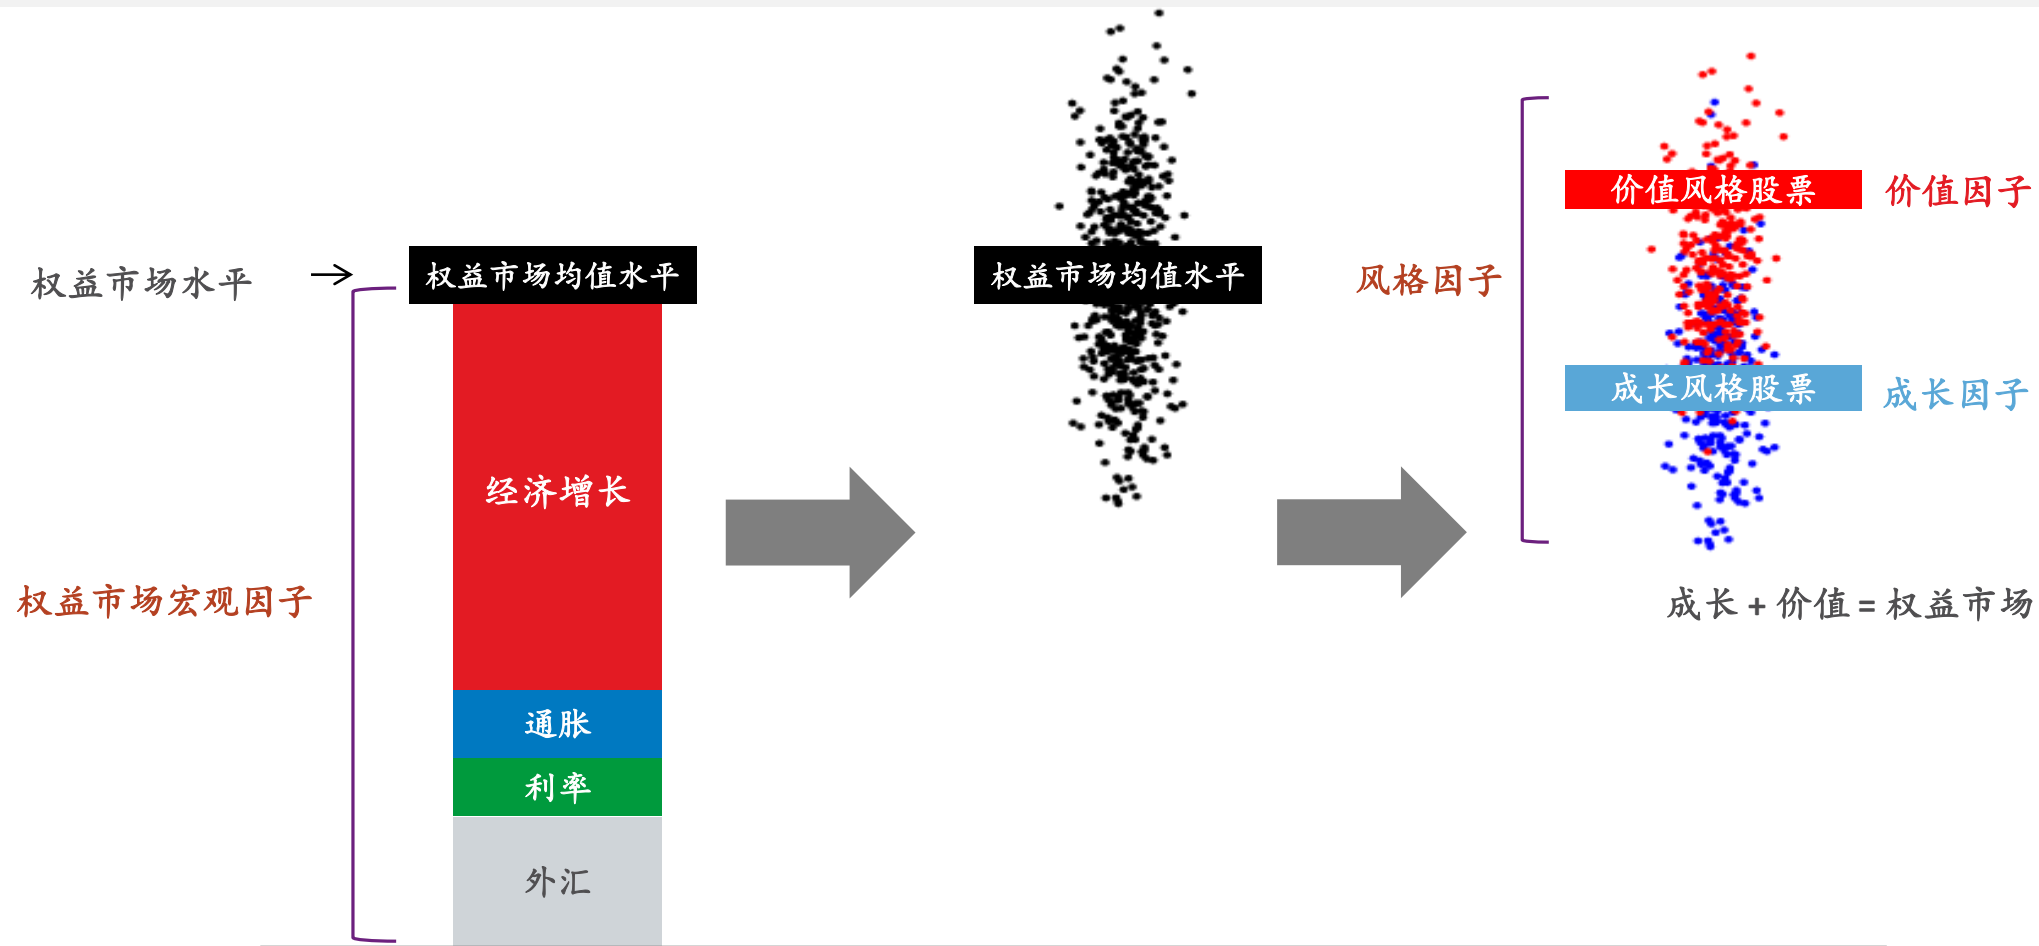 权益市场水平
权益市场均值水平
权益市场宏观因子
经济增长
通胀
利率
外汇
权益市场均值水平
风格因子
价值风格股票
价值因子
成长风格股票
成长因子
成长 + 价值 = 权益市场